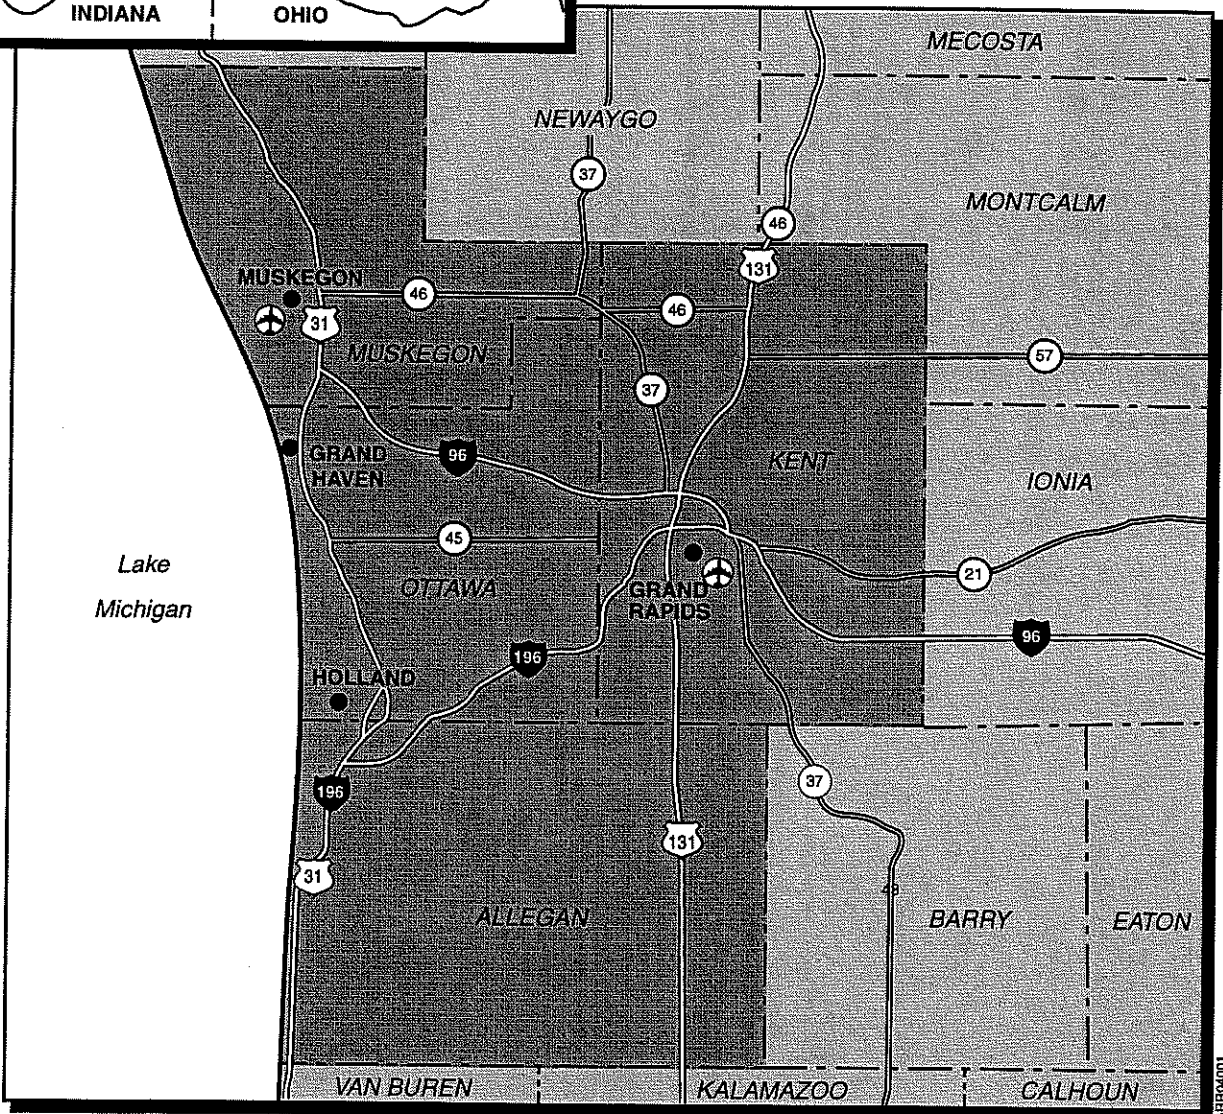 INDIANA
OHIO
MECOSTA
NEWAYGO
37
MONTCALM
46
131
MUSKEGON
46
46
31
MUSKEGON
57
37
GRAND
HAVEN
96
KENT
IONIA
45
Lake
Michigan
OTTAWA
21
GRAND
RAPIDS
96
196
HOLLAND
37
196
131
31
ALLEGAN
BARRY
EATON
VAN BUREN
KALAMAZOO
CALHOUN